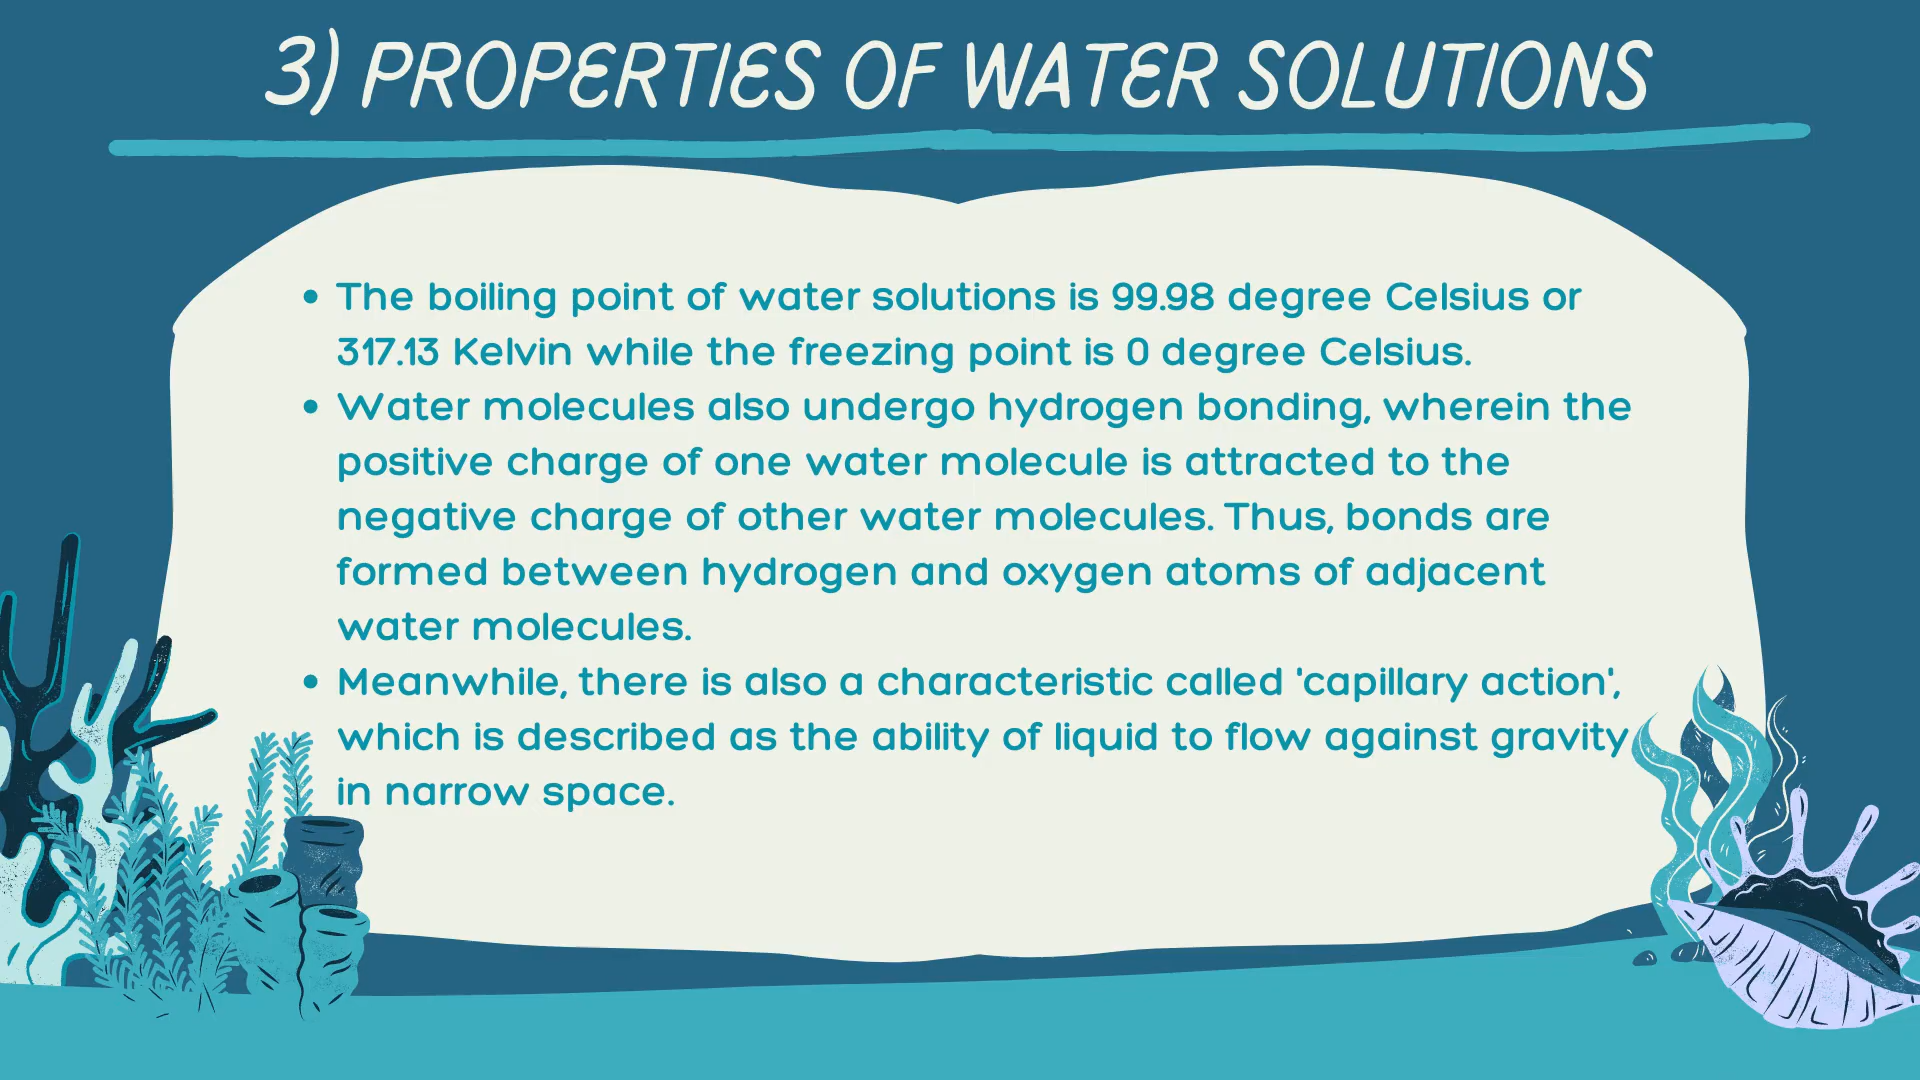 3) PROPERTIES OF WATER SOLUTIONS
• The boiling point of water solutions is 99.98 degree Celsius or
317.13 Kelvin while the freezing point is 0 degree Celsius.
• Water molecules also undergo hydrogen bonding, wherein the
positive charge of one water molecule is attracted to the
negative charge of other water molecules. Thus, bonds are
formed between hydrogen and oxygen atoms of adjacent
water molecules.
• Meanwhile, there is also a characteristic called 'capillary action',
which is described as the ability of liquid to flow against gravity
in narrow space.